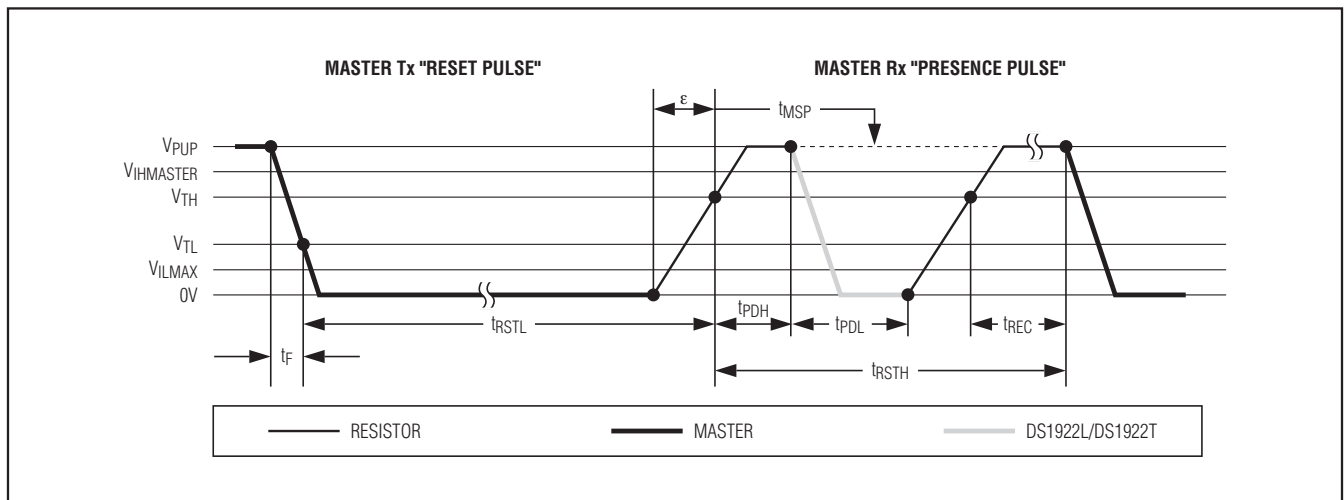 MASTER Tx "RESET PULSE"
MASTER Rx "PRESENCE PULSE"
ε
tMSP
VPUP
VIHMASTER
VTH
VTL
VILMAX
0V
tRSTL
tPDH
tPDL
tREC
tF
tRSTH
RESISTOR
MASTER
DS1922L/DS1922T